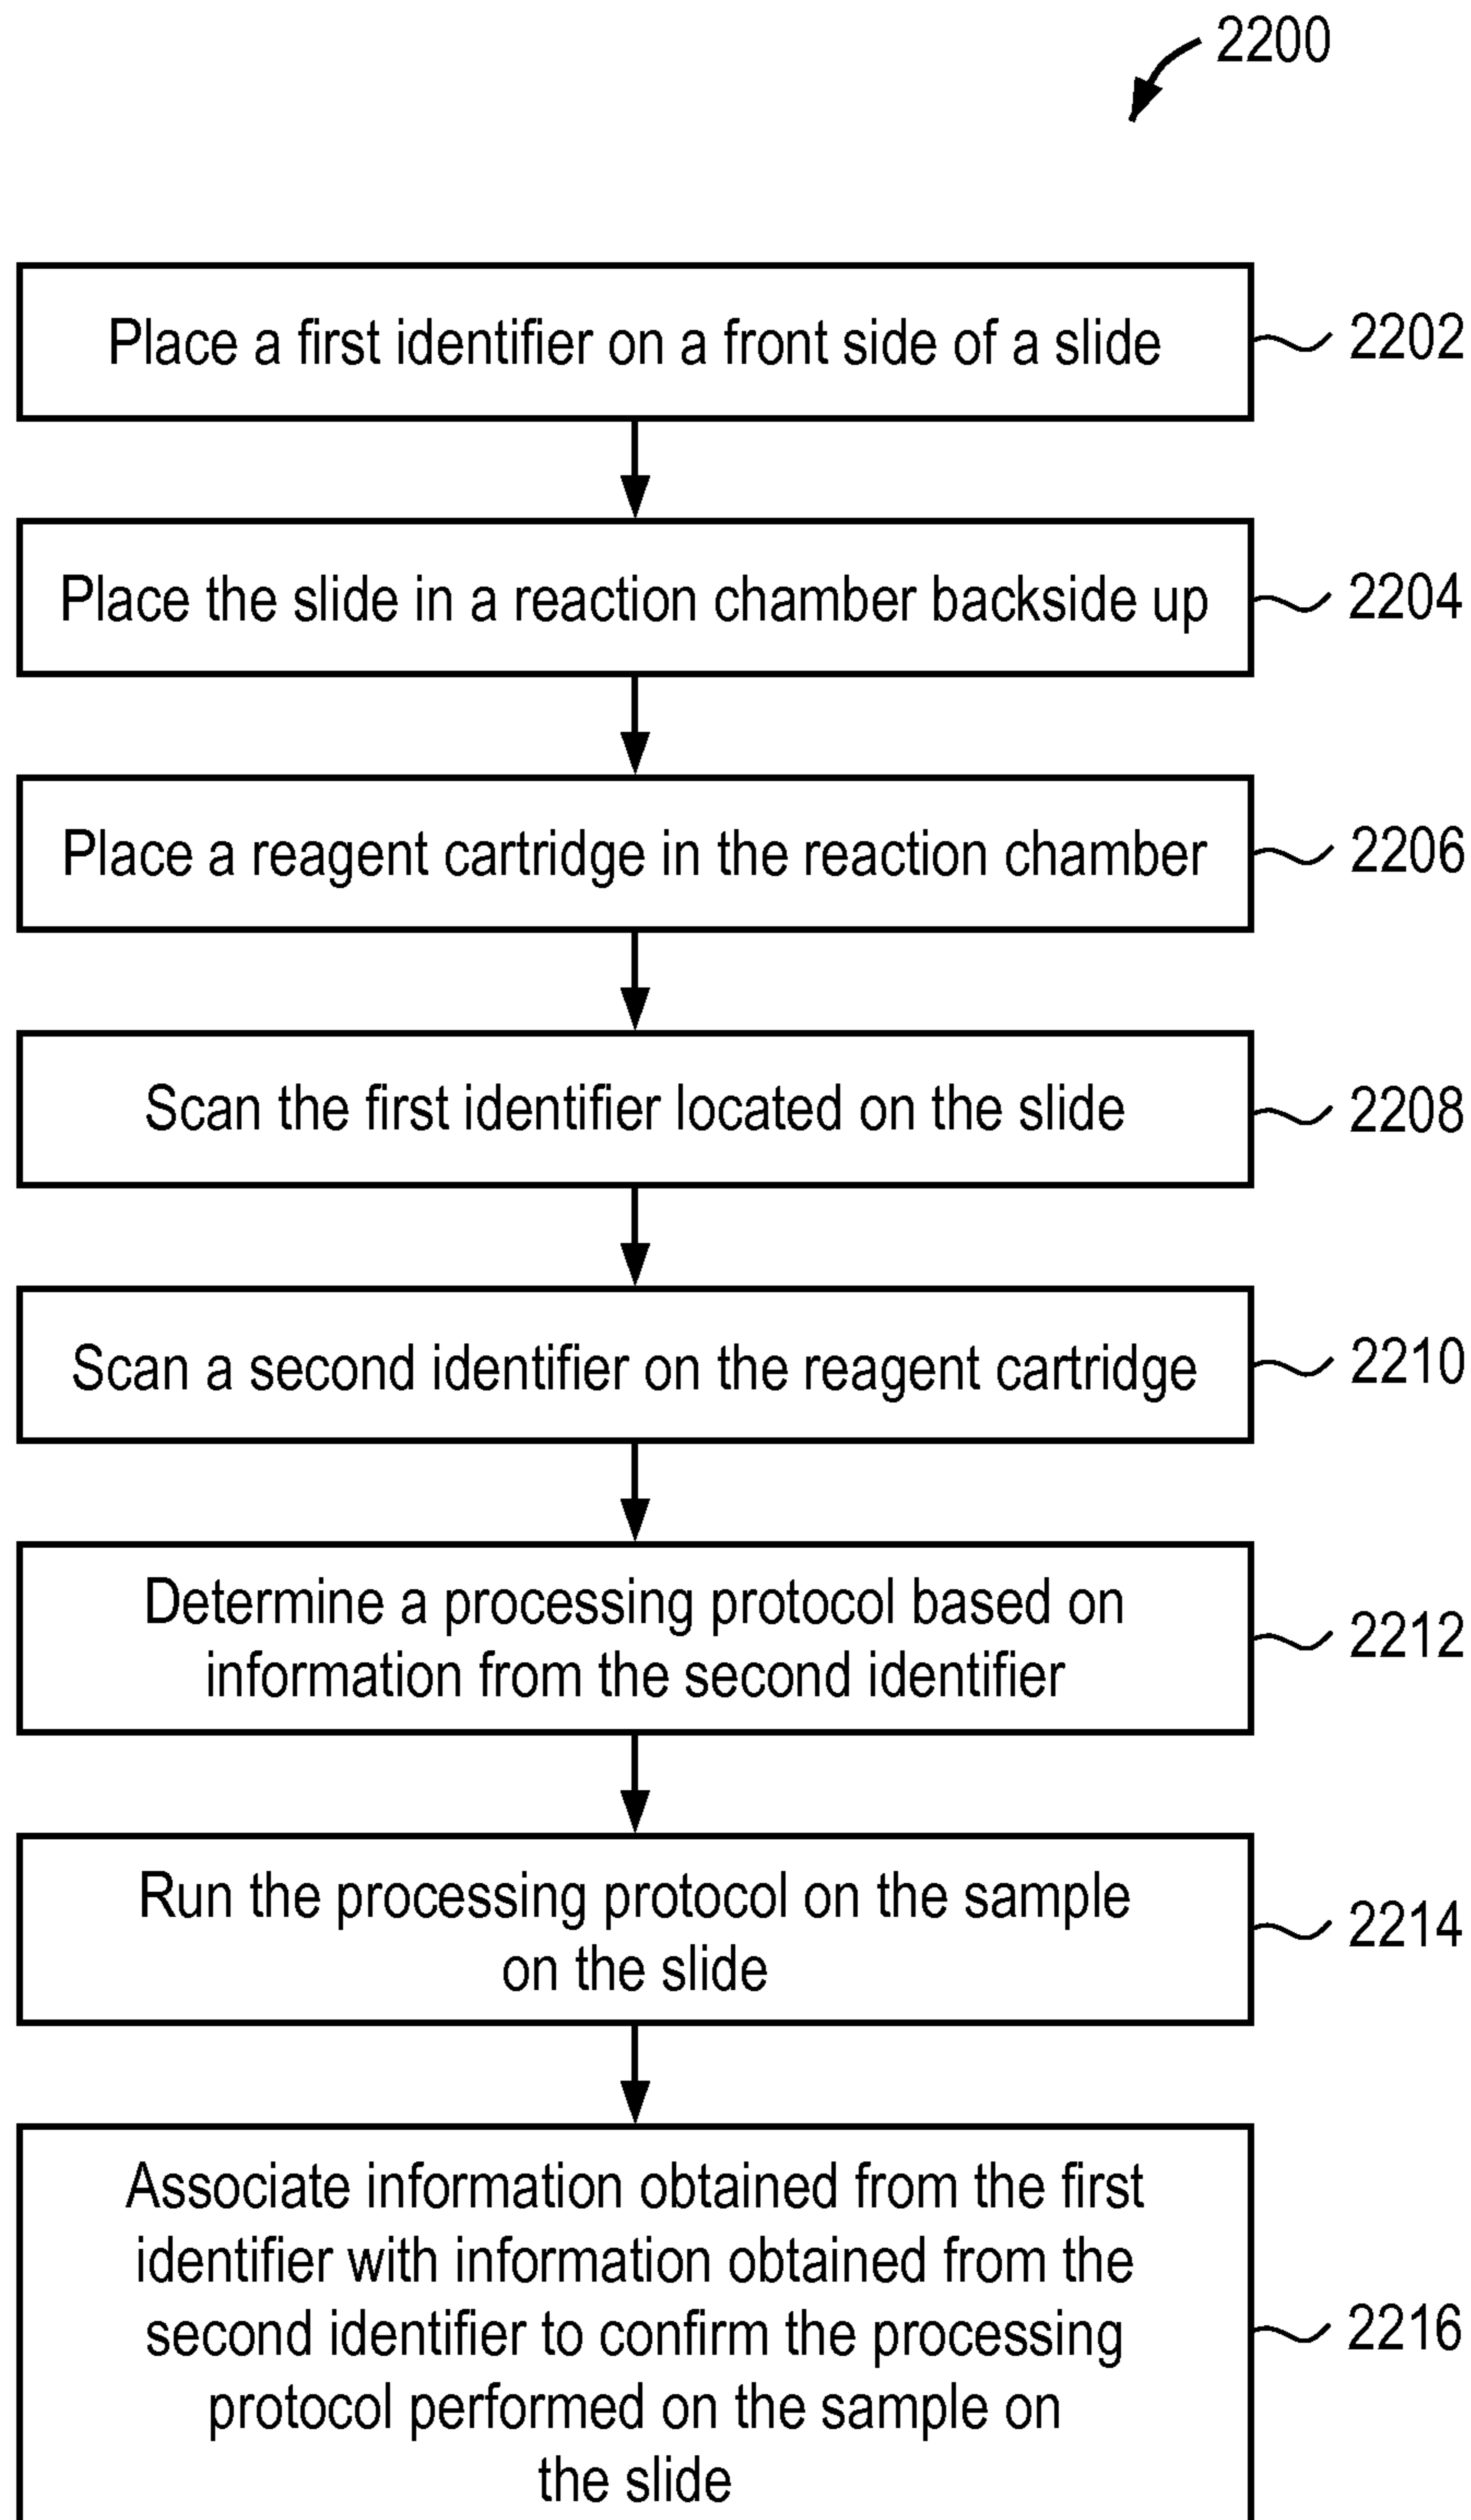 2200
Place a first identifier on a front side of a slide
2202
Place the slide in a reaction chamber backside up
2204
Place a reagent cartridge in the reaction chamber
2206
Scan the first identifier located on the slide
2208
Scan a second identifier on the reagent cartridge
2210
Determine a processing protocol based on
information from the second identifier
2212
Run the processing protocol on the sample
on the slide
2214
Associate information obtained from the first
identifier with information obtained from the
second identifier to confirm the processing
protocol performed on the sample on
the slide
2216